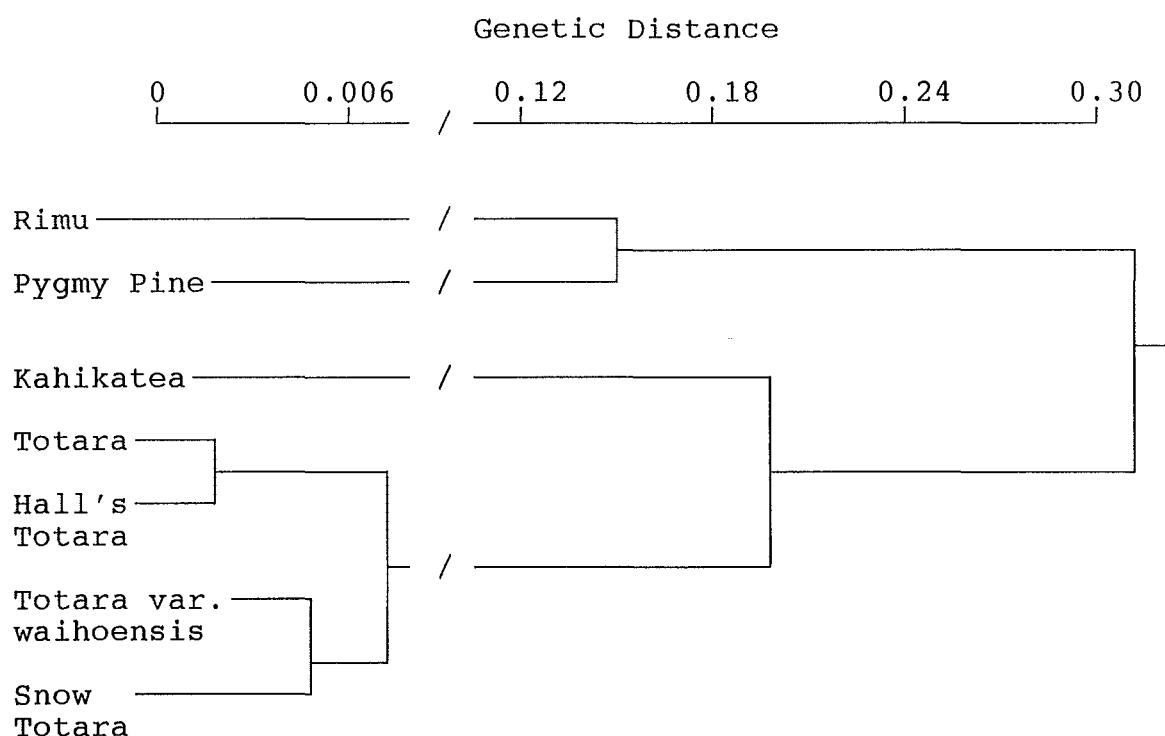 Genetic Distance
0 0.006 0.12 0.18 0.24 0.30
/
Rimu /
Pygmy Pine /
Kahikatea /
Totara
Hall's
Totara
/
Totara var.
waihoensis
Snow
Totara